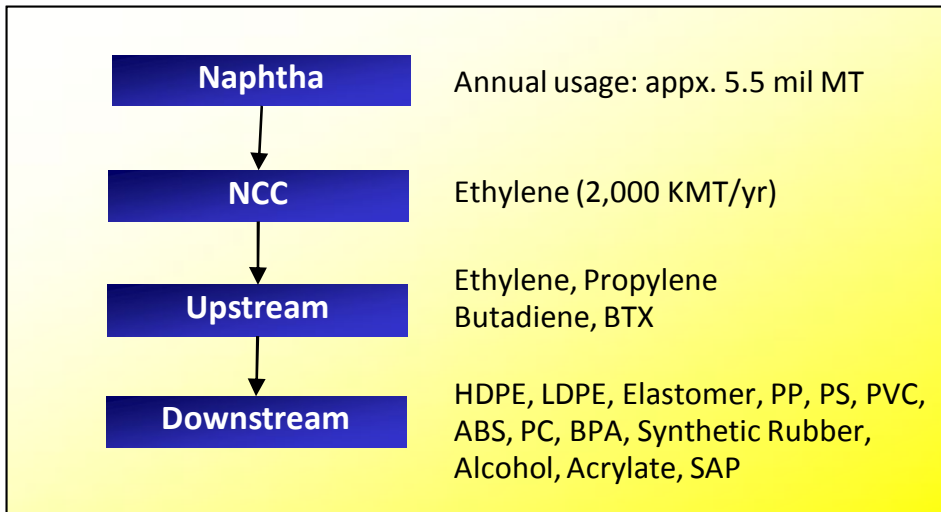 Naphtha
Annual usage: appx. 5.5 mil MT
NCC
Ethylene (2,000 KMT/yr)
Upstream
Ethylene, Propylene
Butadiene, BTX
Downstream
HDPE, LDPE, Elastomer, PP, PS, PVC,
ABS, PC, BPA, Synthetic Rubber,
Alcohol, Acrylate, SAP